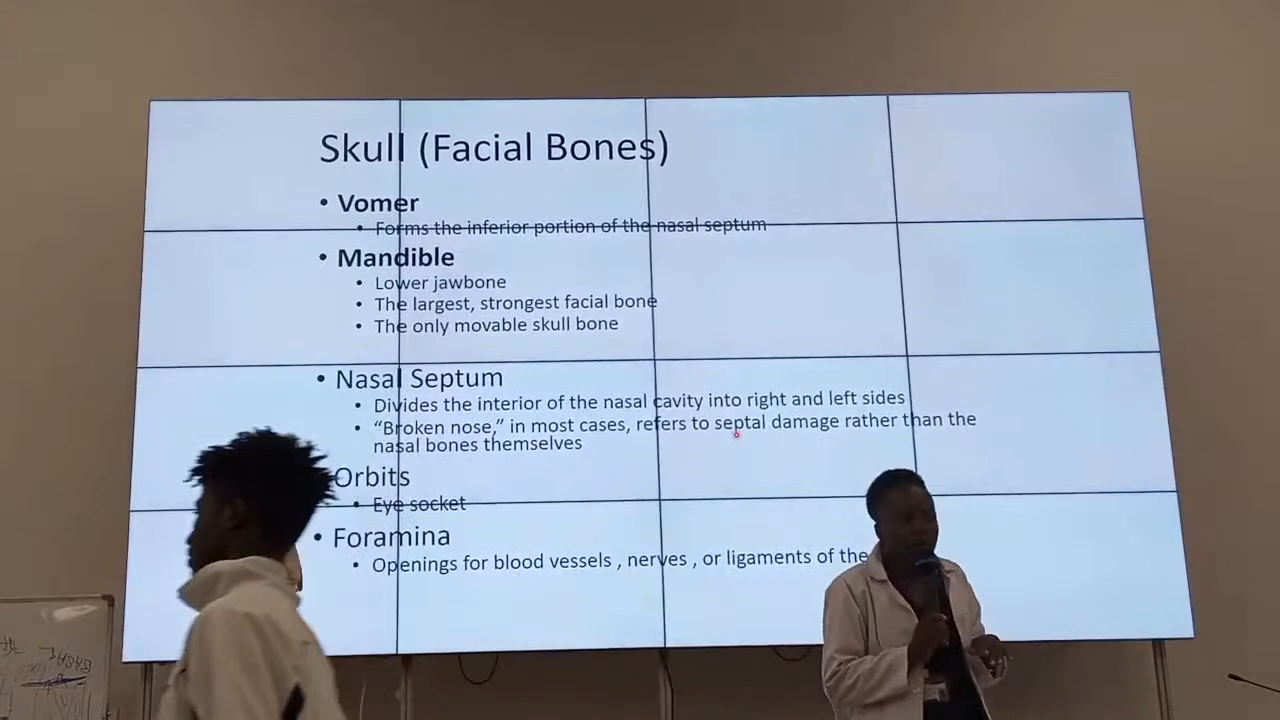 Skull (Facial Bones)
• Vomer
• Forms the inferior portion of the nasal septum
• Mandible
• Lower jawbone
• The largest, strongest facial bone
• The only movable skull bone
• Nasal Septum
• Divides the interior of the nasal cavity into right and left sides
• “Broken nose,” in most cases, refers to septal damage rather than the
nasal bones themselves
Orbits
• Eye socket
• Foramina
• Openings for blood vessels , nerves , or ligaments of the
BASAL